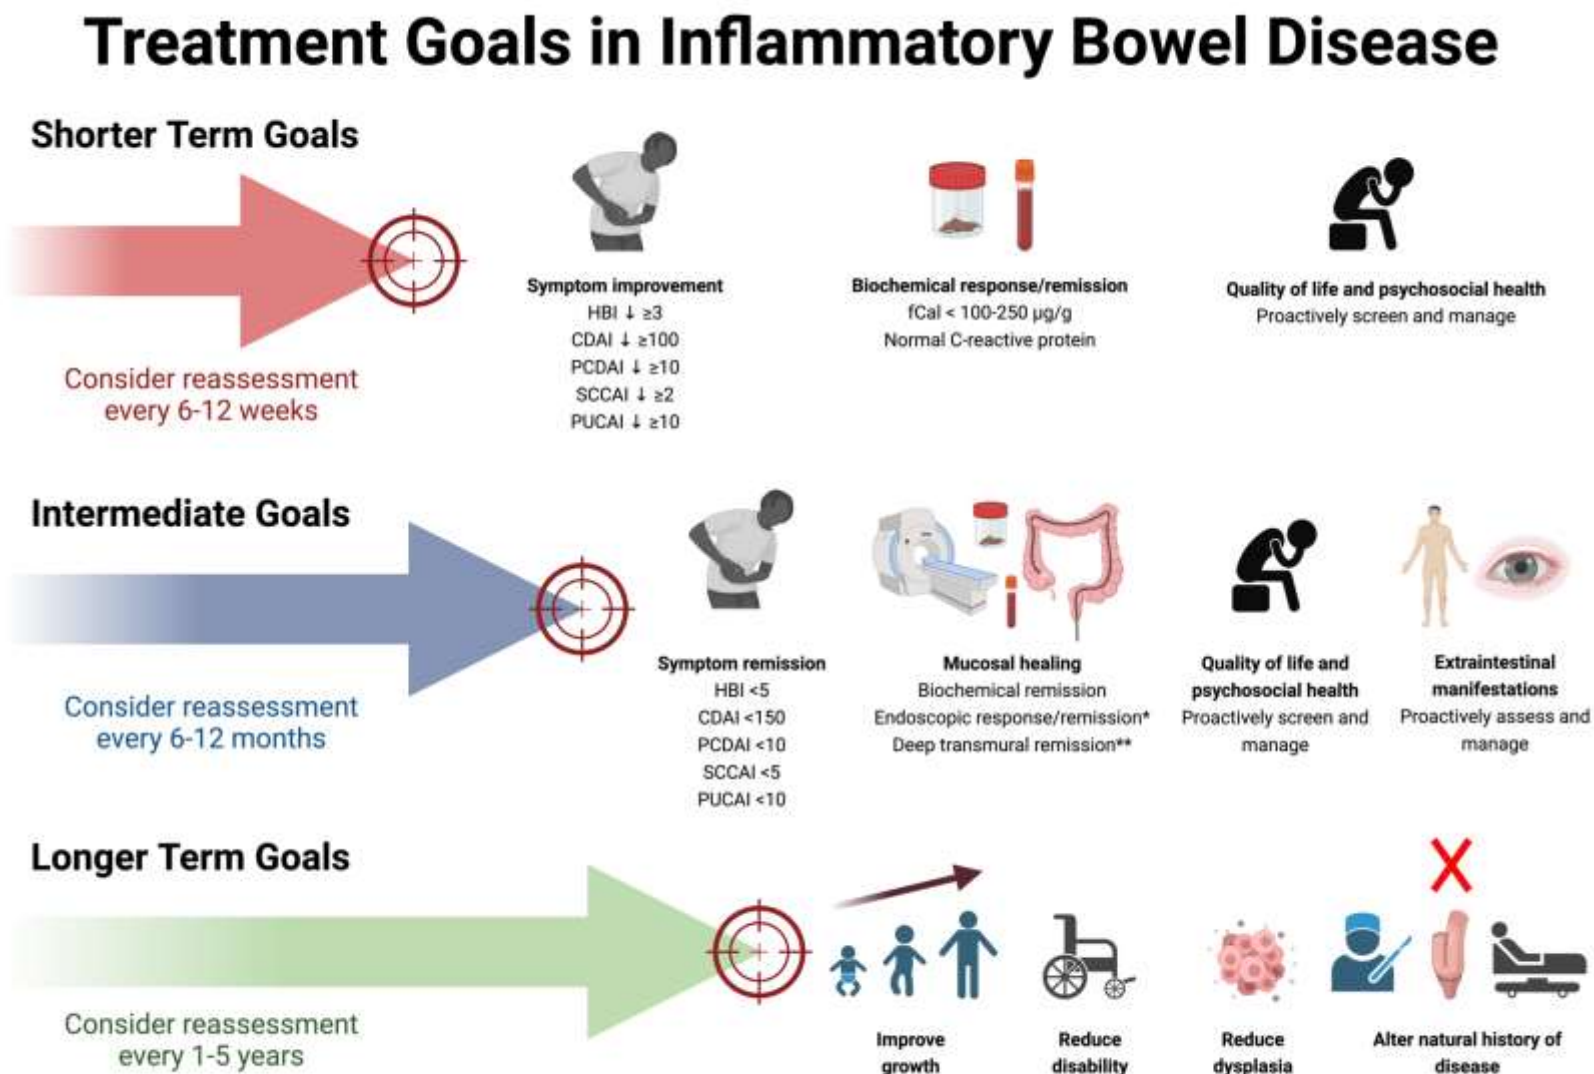 Treatment Goals in Inflammatory Bowel Disease
Shorter Term Goals
Consider reassessment
every 6-12 weeks
Symptom improvement
HBI ↓ ≥3
CDAI ↓ ≥100
PCDAI ↓ ≥10
SCCAI ↓ ≥2
PUCAI ↓ ≥10
Biochemical response/remission
fCal < 100-250 µg/g
Normal C-reactive protein
Quality of life and psychosocial health
Proactively screen and manage
Intermediate Goals
Consider reassessment
every 6-12 months
Symptom remission
HBI <5
CDAI <150
PCDAI <10
SCCAI <5
PUCAI <10
Mucosal healing
Biochemical remission
Endoscopic response/remission*
Deep transmural remission**
Quality of life and
psychosocial health
Proactively screen and
manage
Extraintestinal
manifestations
Proactively assess and
manage
Longer Term Goals
Consider reassessment
every 1-5 years
Improve
growth
Reduce
disability
Reduce
dysplasia
Alter natural history of
disease